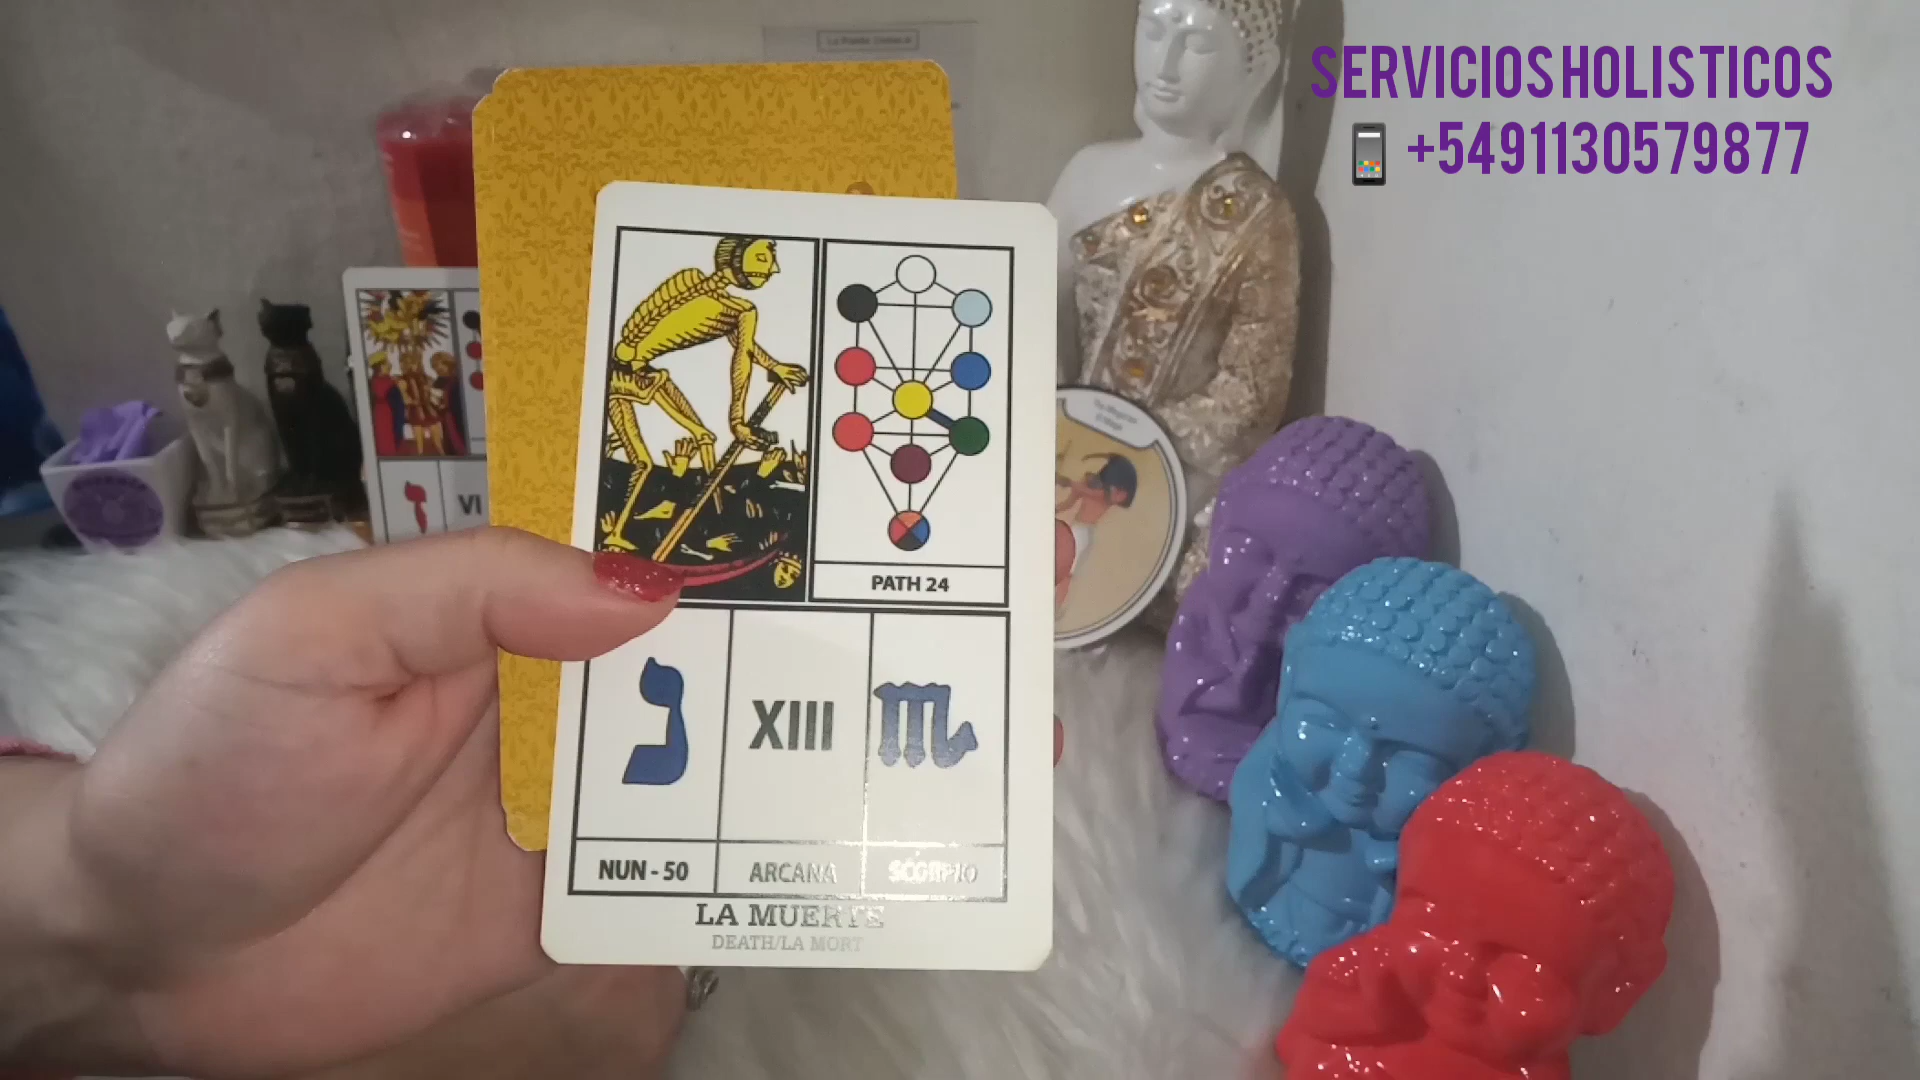 SERVICIOS HOLISTICOS
+5491130579877
PATH 24
נ
XIII
NUN - 50
ARCANA
SCORPIO
LA MUERTE
DEATH/LA MORT
VI
ז